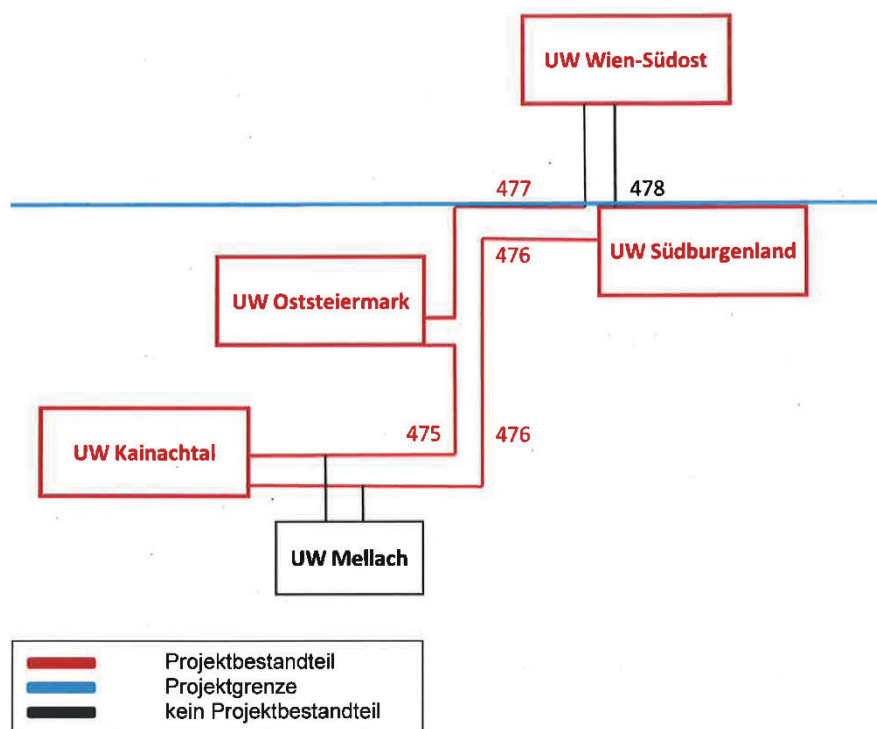 UW Wien-Südost
477
478
476
UW Südburgenland
UW Oststeiermark
475
476
UW Kainachtal
UW Mellach
Projektbestandteil
Projektgrenze
kein Projektbestandteil